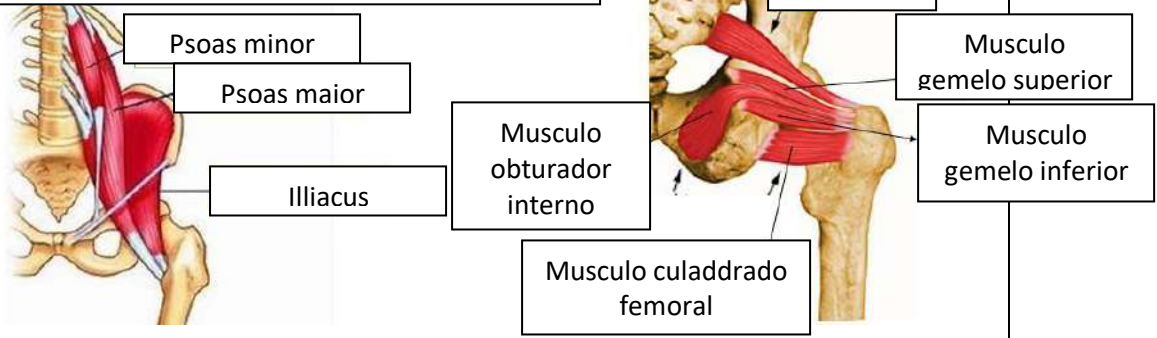 Psoas minor
Psoas maior
Illiacus
Musculo
gemelo superior
Musculo
gemelo inferior
Musculo
obturador
interno
Musculo culaddrado
femoral